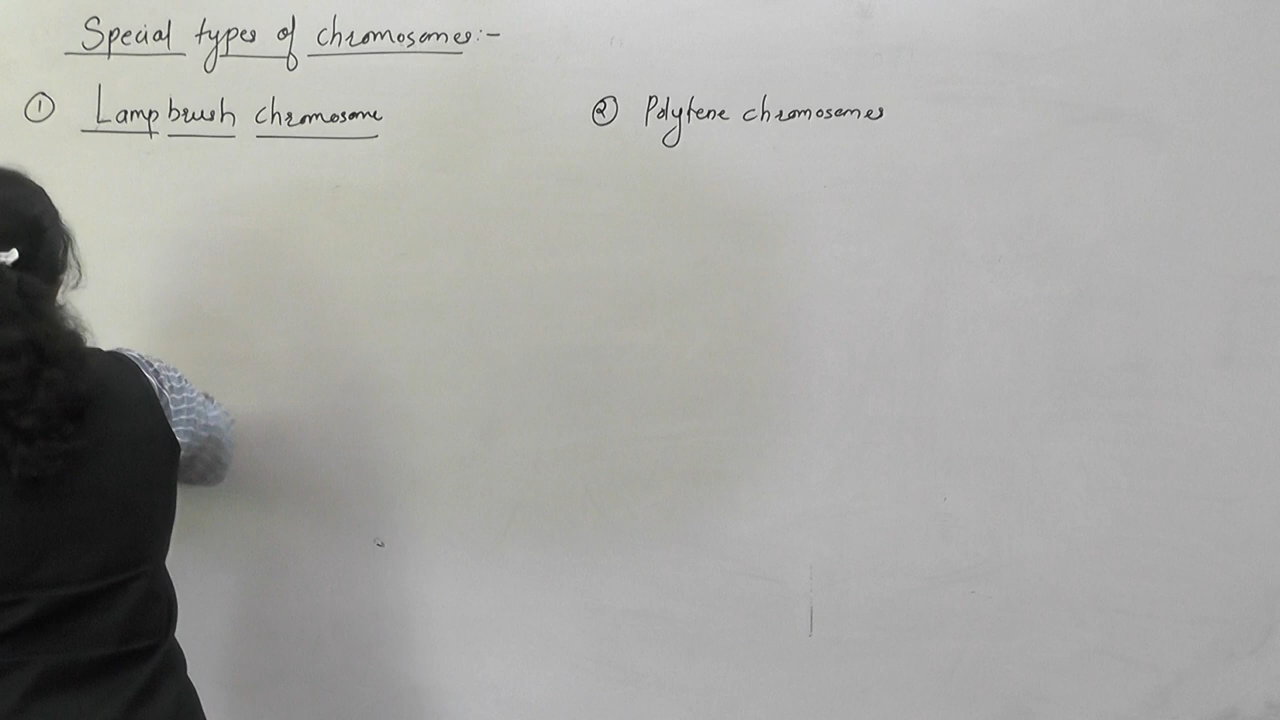 Special types of chromosomes:-
① Lampbrush chromosome
② Polytene chromosomes